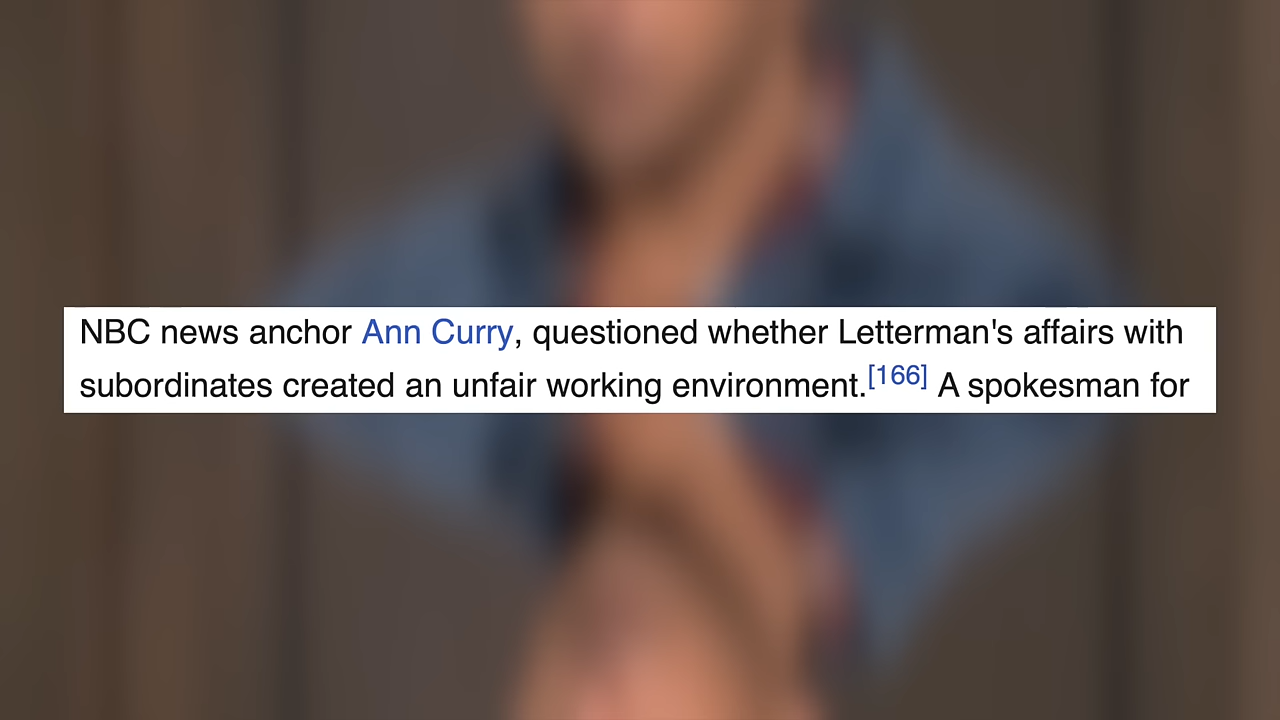 NBC news anchor Ann Curry, questioned whether Letterman's affairs with
subordinates created an unfair working environment.[166] A spokesman for